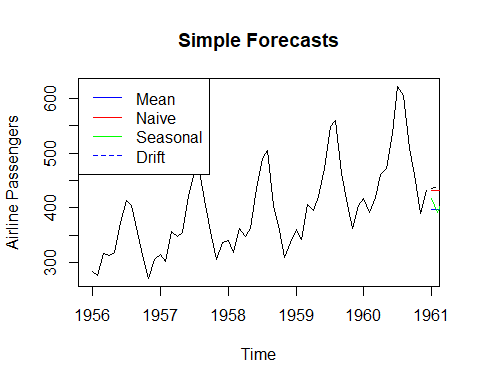 Simple Forecasts
Mean
Naive
Seasonal
Drift
Airline Passengers
600
500
400
300
1956
1957
1958
1959
1960
1961
Time